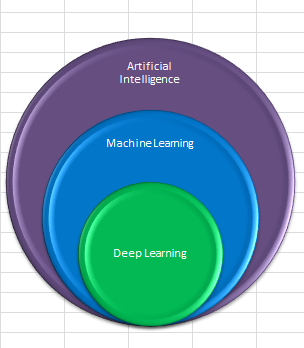 Artificial
Intelligence
Machine Learning
Deep Learning